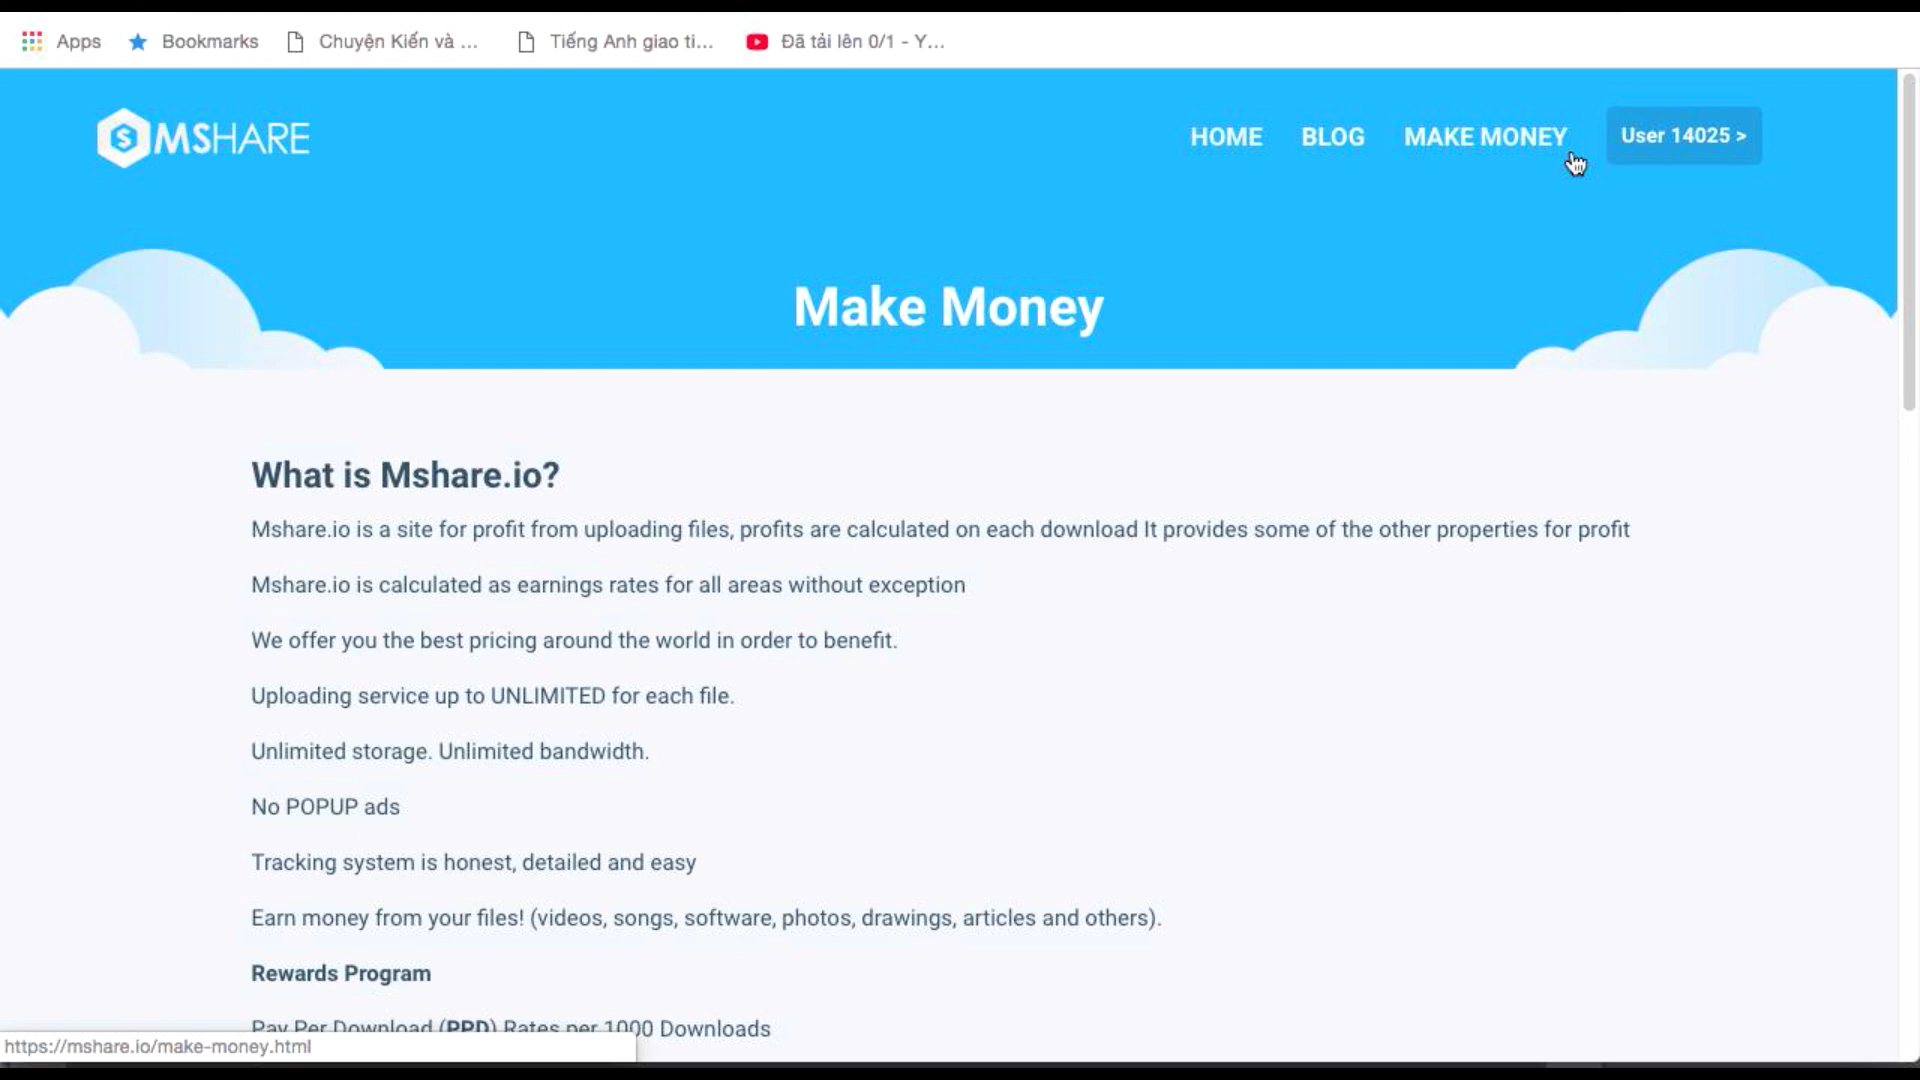 Apps Bookmarks Chuyện Kiến và ... Tiếng Anh giao ti... Đã tải lên 0/1 - Y...
MSHARE HOME BLOG MAKE MONEY User 14025 >
Make Money
What is Mshare.io?
Mshare.io is a site for profit from uploading files, profits are calculated on each download It provides some of the other properties for profit
Mshare.io is calculated as earnings rates for all areas without exception
We offer you the best pricing around the world in order to benefit.
Uploading service up to UNLIMITED for each file.
Unlimited storage. Unlimited bandwidth.
No POPUP ads
Tracking system is honest, detailed and easy
Earn money from your files! (videos, songs, software, photos, drawings, articles and others).
Rewards Program
Pay Per Download (PPD) Rates per 1000 Downloads
https://mshare.io/make-money.html